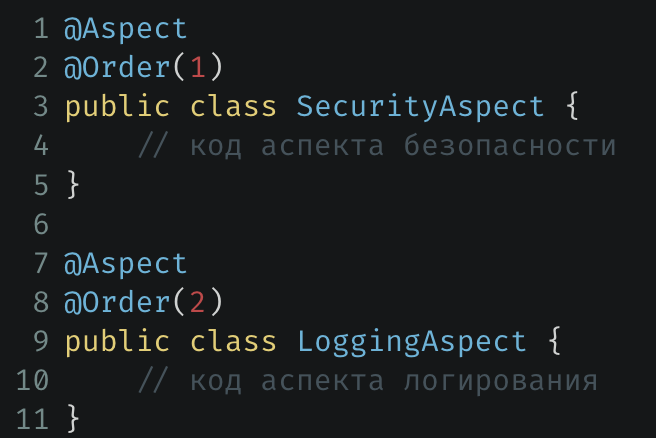 1 @Aspect
2 @Order(1)
3 public class SecurityAspect {
4     // код аспекта безопасности
5 }
6
7 @Aspect
8 @Order(2)
9 public class LoggingAspect {
10     // код аспекта логирования
11 }